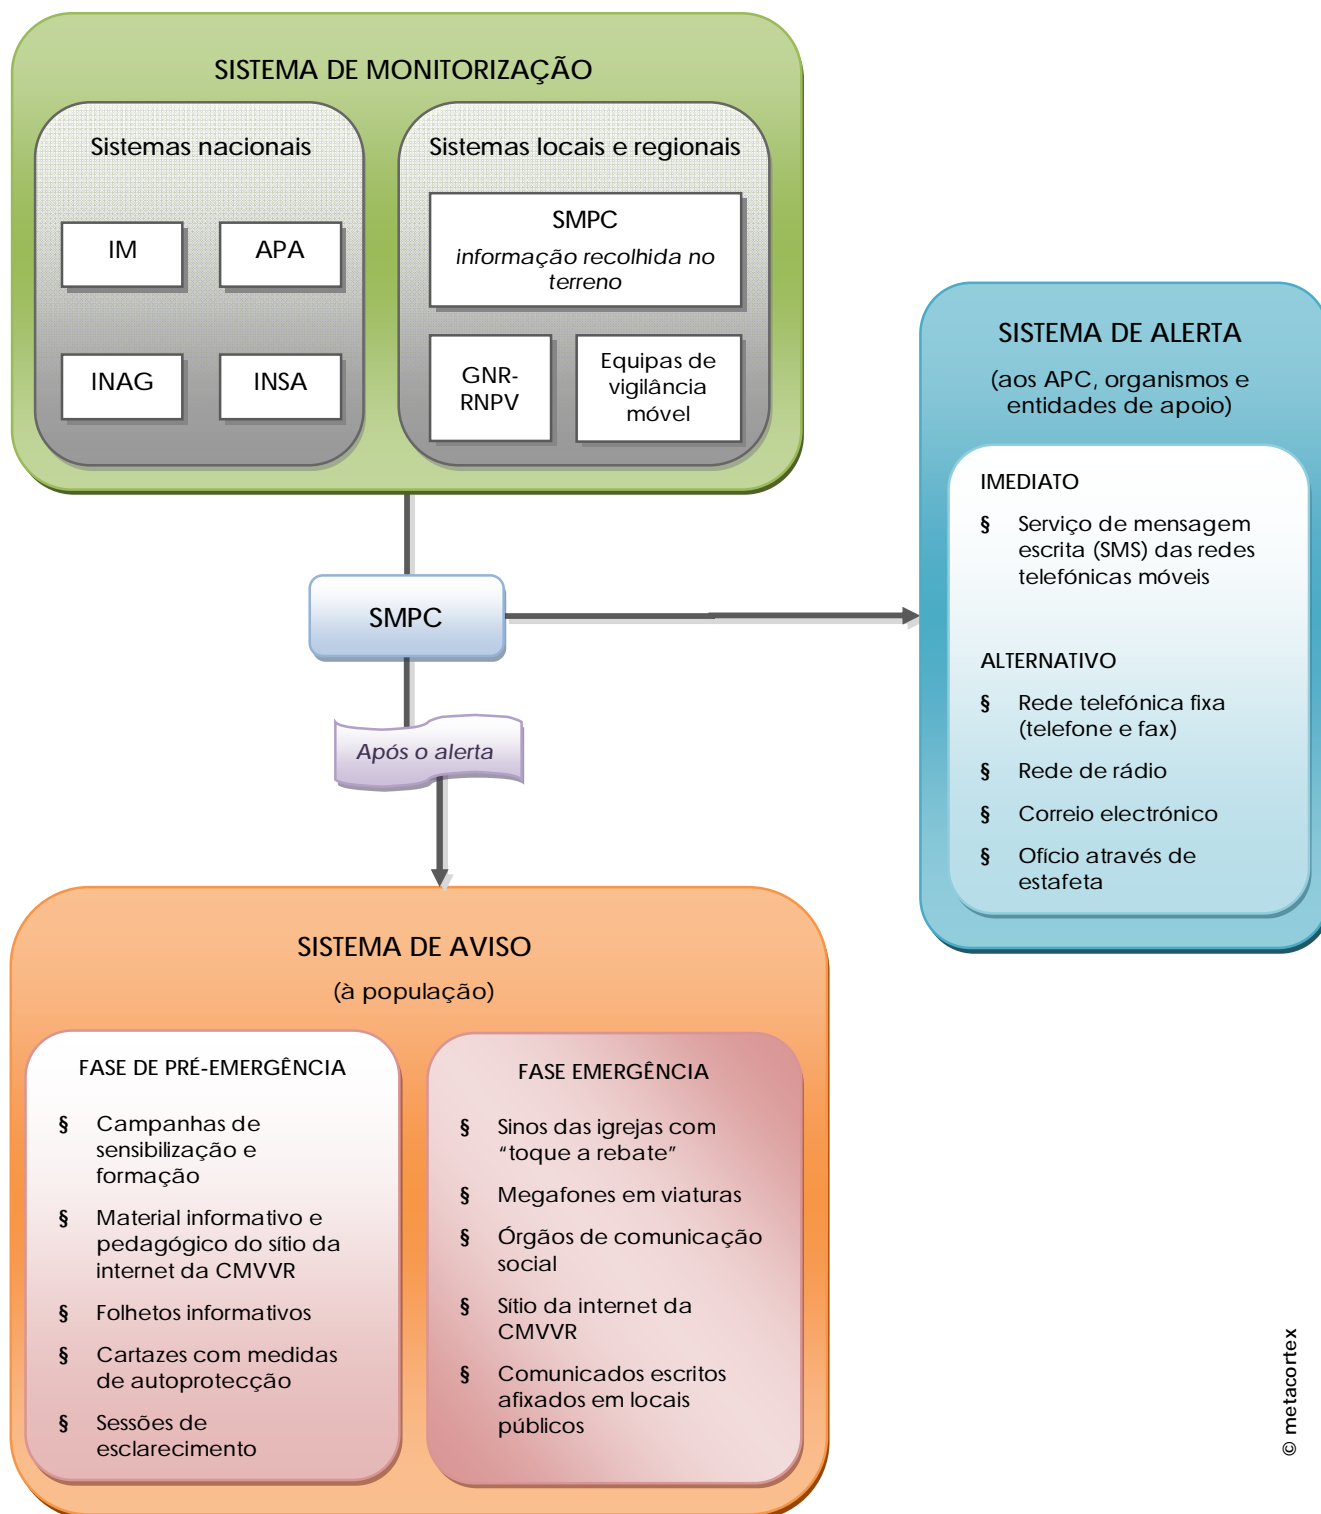 SISTEMA DE MONITORIZAÇÃO
Sistemas nacionais
IM
APA
INAG
INSA
Sistemas locais e regionais
SMPC
informação recolhida no
terreno
GNR-
RNPV
Equipas de
vigilância
móvel
SMPC
SISTEMA DE ALERTA
(aos APC, organismos e
entidades de apoio)
IMEDIATO
§ Serviço de mensagem
escrita (SMS) das redes
telefónicas móveis
ALTERNATIVO
§ Rede telefónica fixa
(telefone e fax)
§ Rede de rádio
§ Correio electrónico
§ Ofício através de
estafeta
Após o alerta
SISTEMA DE AVISO
(à população)
FASE DE PRÉ-EMERGÊNCIA
§ Campanhas de
sensibilização e
formação
§ Material informativo e
pedagógico do sítio da
internet da CMVVR
§ Folhetos informativos
§ Cartazes com medidas
de autoprotecção
§ Sessões de
esclarecimento
FASE EMERGÊNCIA
§ Sinos das igrejas com
“toque a rebate”
§ Megafones em viaturas
§ Órgãos de comunicação
social
§ Sítio da internet da
CMVVR
§ Comunicados escritos
afixados em locais
públicos
© metacortex